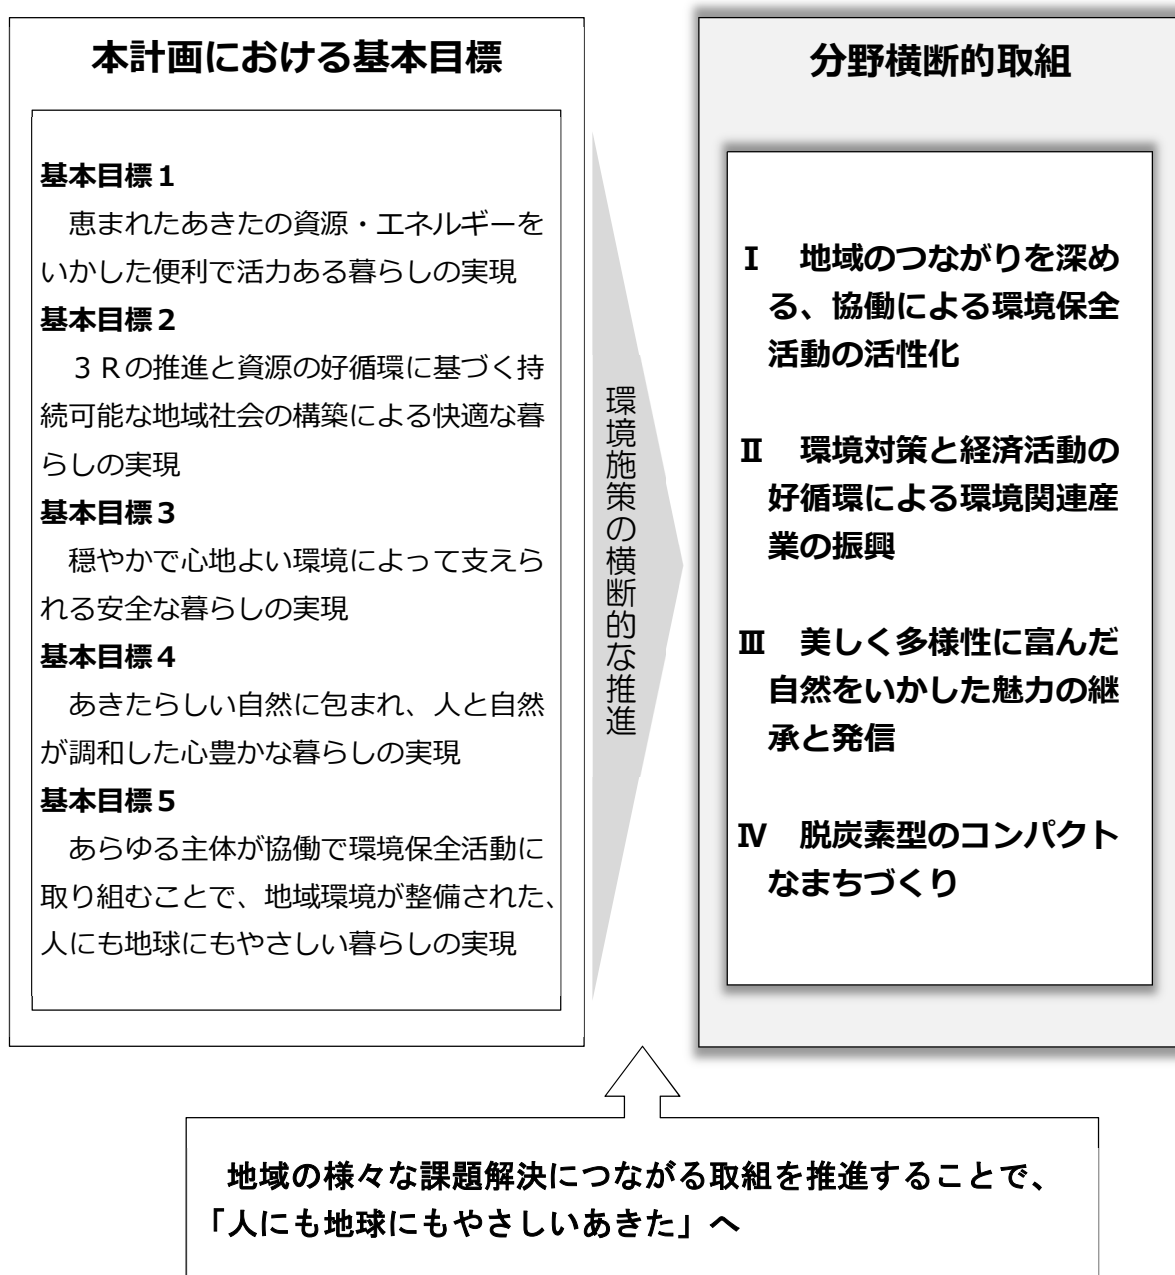 本計画における基本目標
基本目標１
恵まれたあきたの資源・エネルギーを
いかした便利で活力ある暮らしの実現
基本目標２
３Ｒの推進と資源の好循環に基づく持
続可能な地域社会の構築による快適な暮
らしの実現
基本目標３
穏やかで心地よい環境によって支えら
れる安全な暮らしの実現
基本目標４
あきたらしい自然に包まれ、人と自然
が調和した心豊かな暮らしの実現
基本目標５
あらゆる主体が協働で環境保全活動に
取り組むことで、地域環境が整備された、
人にも地球にもやさしい暮らしの実現
環境施策の横断的な推進
分野横断的取組
Ⅰ　地域のつながりを深め
る、協働による環境保全
活動の活性化
Ⅱ　環境対策と経済活動の
好循環による環境関連産
業の振興
Ⅲ　美しく多様性に富んだ
自然をいかした魅力の継
承と発信
Ⅳ　脱炭素型のコンパクト
なまちづくり
地域の様々な課題解決につながる取組を推進することで、
「人にも地球にもやさしいあきた」へ